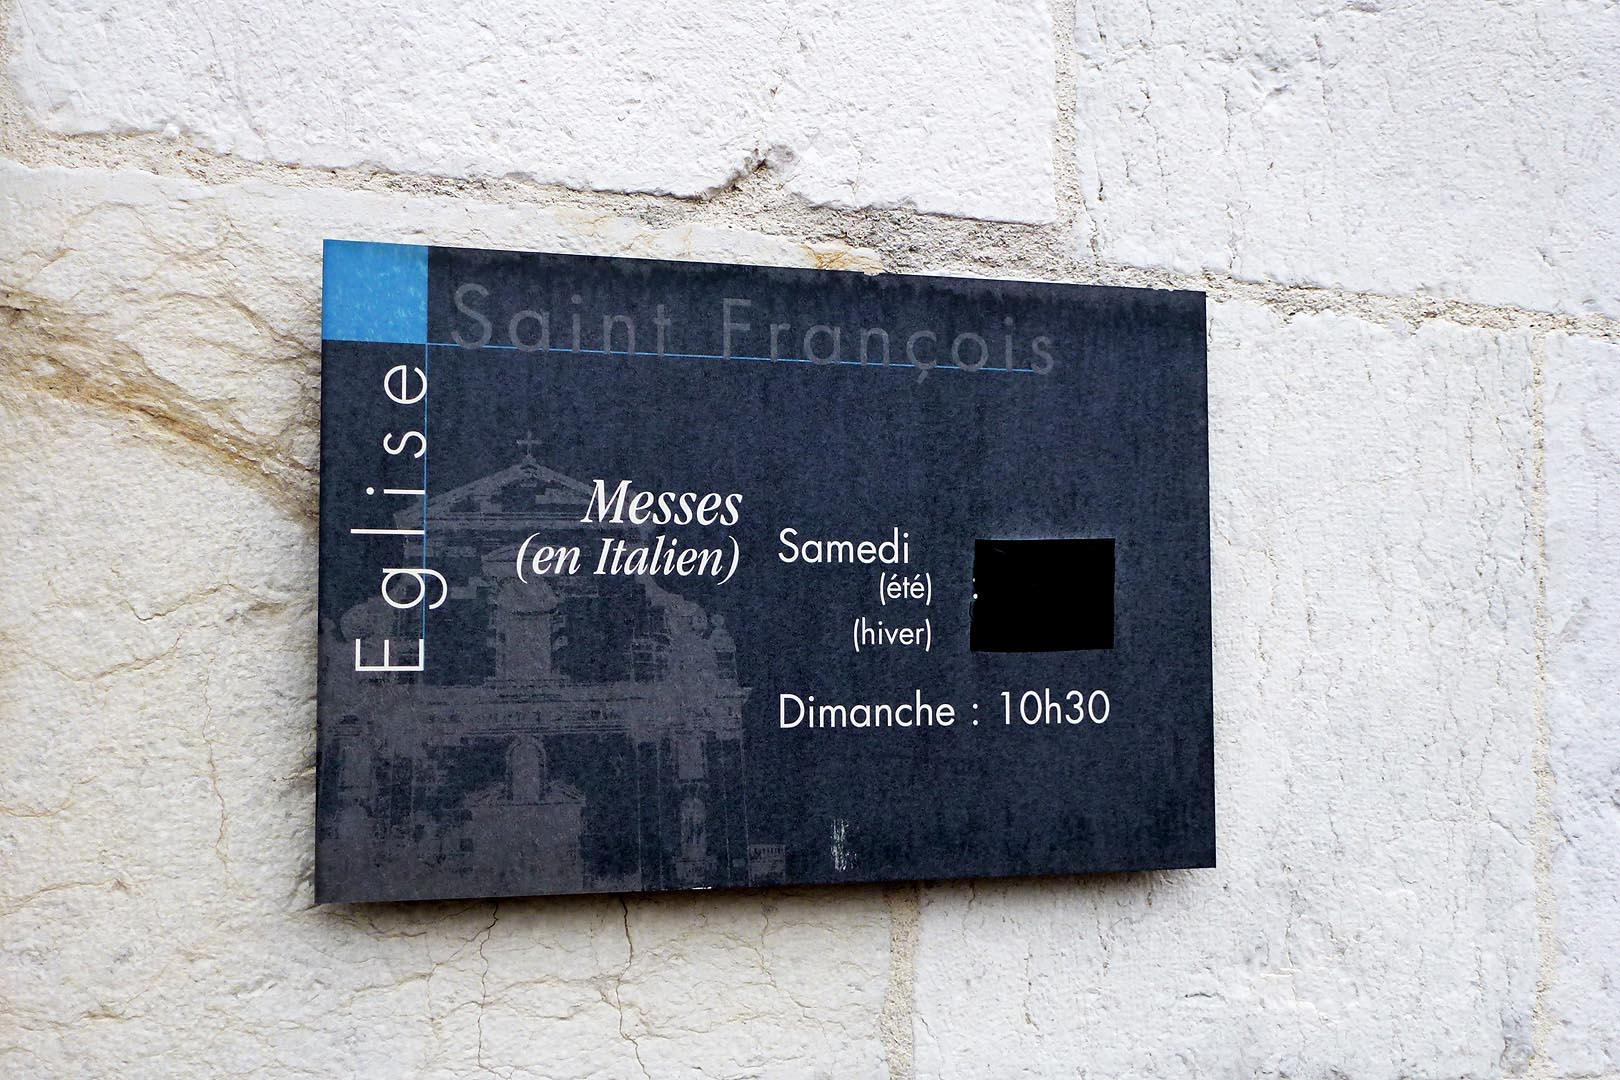 Saint François
Eglise
Messes
(en Italien)
Samedi
(été) :
(hiver)
Dimanche : 10h30